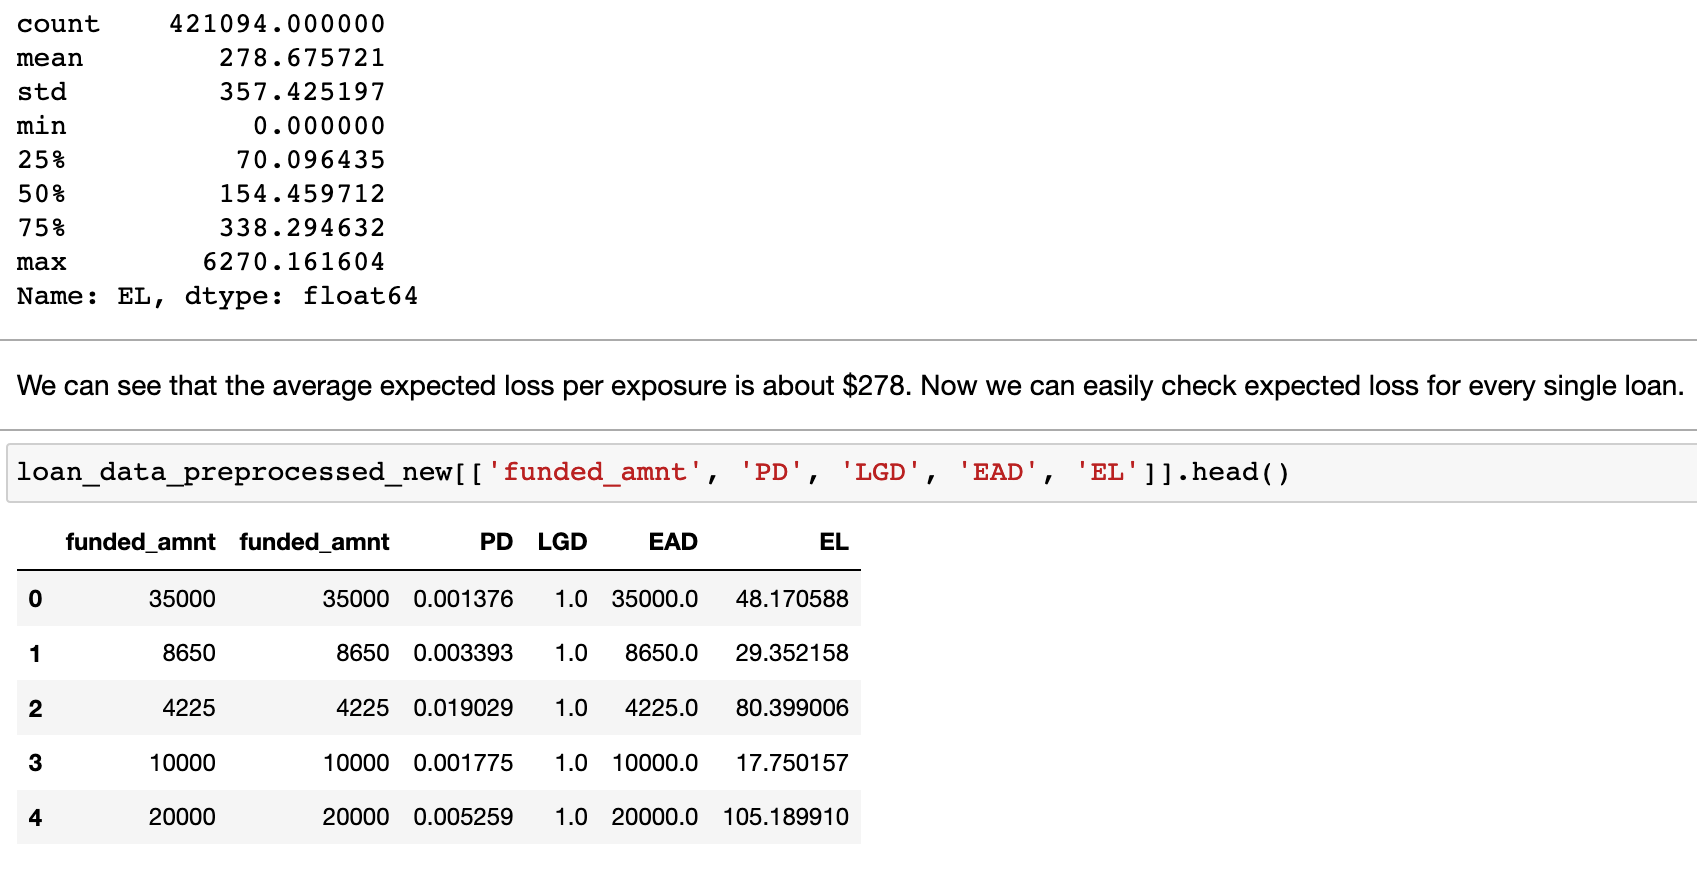 count 421094.000000
mean 278.675721
std 357.425197
min 0.000000
25% 70.096435
50% 154.459712
75% 338.294632
max 6270.161604
Name: EL, dtype: float64
We can see that the average expected loss per exposure is about $278. Now we can easily check expected loss for every single loan.
loan_data_preprocessed_new[['funded_amnt', 'PD', 'LGD', 'EAD', 'EL']].head()
funded_amnt funded_amnt PD LGD EAD EL
0 35000 35000 0.001376 1.0 35000.0 48.170588
1 8650 8650 0.003393 1.0 8650.0 29.352158
2 4225 4225 0.019029 1.0 4225.0 80.399006
3 10000 10000 0.001775 1.0 10000.0 17.750157
4 20000 20000 0.005259 1.0 20000.0 105.189910